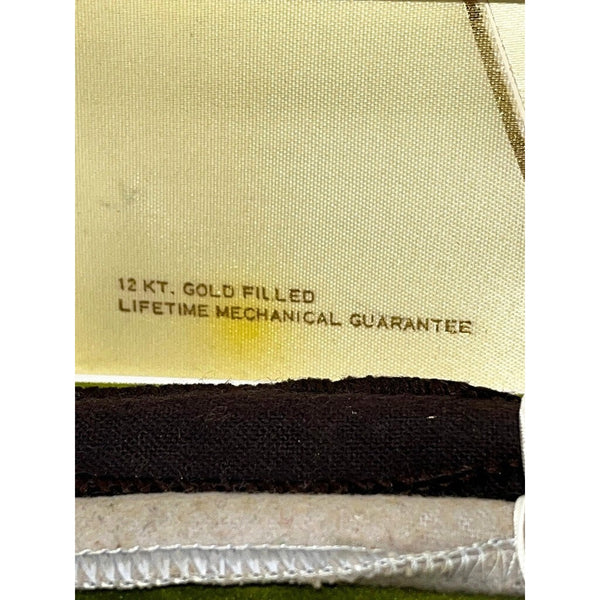 12 KT. GOLD FILLED
LIFETIME MECHANICAL GUARANTEE